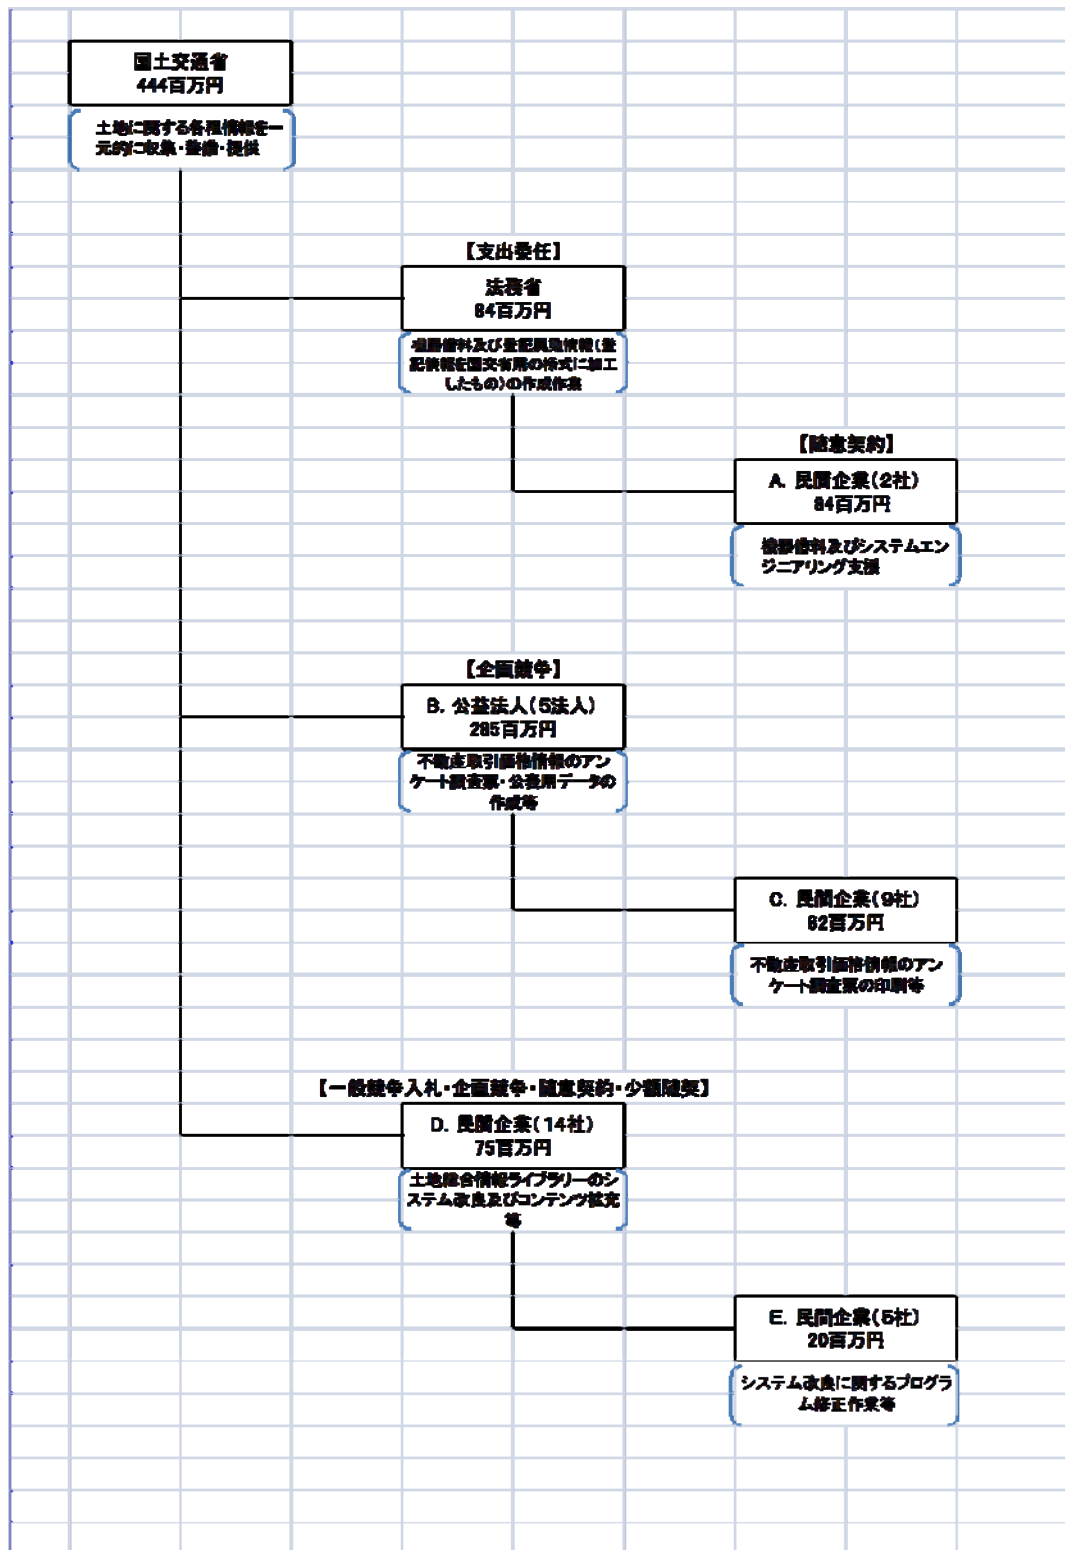 国土交通省
444百万円
土地に関する各種情報を一
元的に収集・整備・提供
【支出委任】
法務省
84百万円
機器借料及び登記異動情報(登
記情報を国交省用の様式に加工
したもの)の作成作業
【随意契約】
A. 民間企業(2社)
84百万円
機器借料及びシステムエン
ジニアリング支援
【企画競争】
B. 公益法人(5法人)
285百万円
不動産取引価格情報のアン
ケート調査票・公表用データの
作成等
C. 民間企業(9社)
62百万円
不動産取引価格情報のアン
ケート調査票の印刷等
【一般競争入札・企画競争・随意契約・少額随契】
D. 民間企業(14社)
75百万円
土地総合情報ライブラリーのシ
ステム改良及びコンテンツ拡充
等
E. 民間企業(5社)
20百万円
システム改良に関するプログラ
ム修正作業等